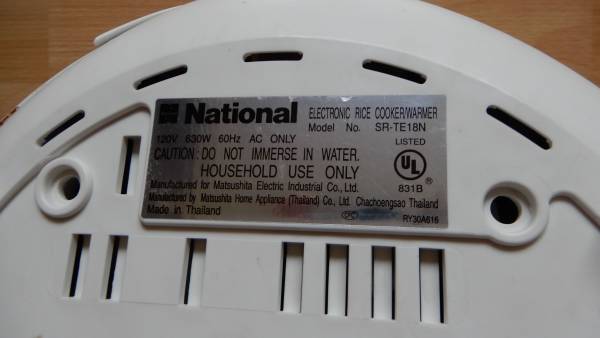 National ELECTRONIC RICE COOKER/WARMER
Model No. SR-TE18N
120V 630W 60Hz AC ONLY LISTED
CAUTION: DO NOT IMMERSE IN WATER.
UL
HOUSEHOLD USE ONLY
831B
Manufactured for Matsushita Electric Industrial Co., Ltd.
Manufactured by Matsushita Home Appliance (Thailand) Co., Ltd. Chachoengsao Thailand
Made in Thailand
RY30A616